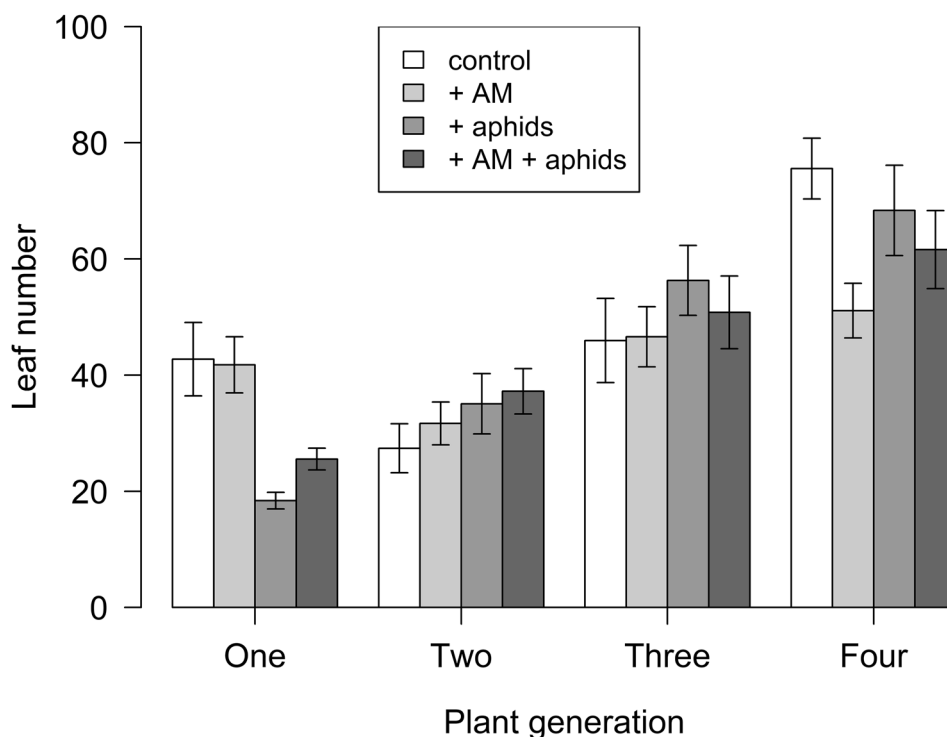 100
80
60
40
20
0
Leaf number
control
+ AM
+ aphids
+ AM + aphids
One
Two
Three
Four
Plant generation